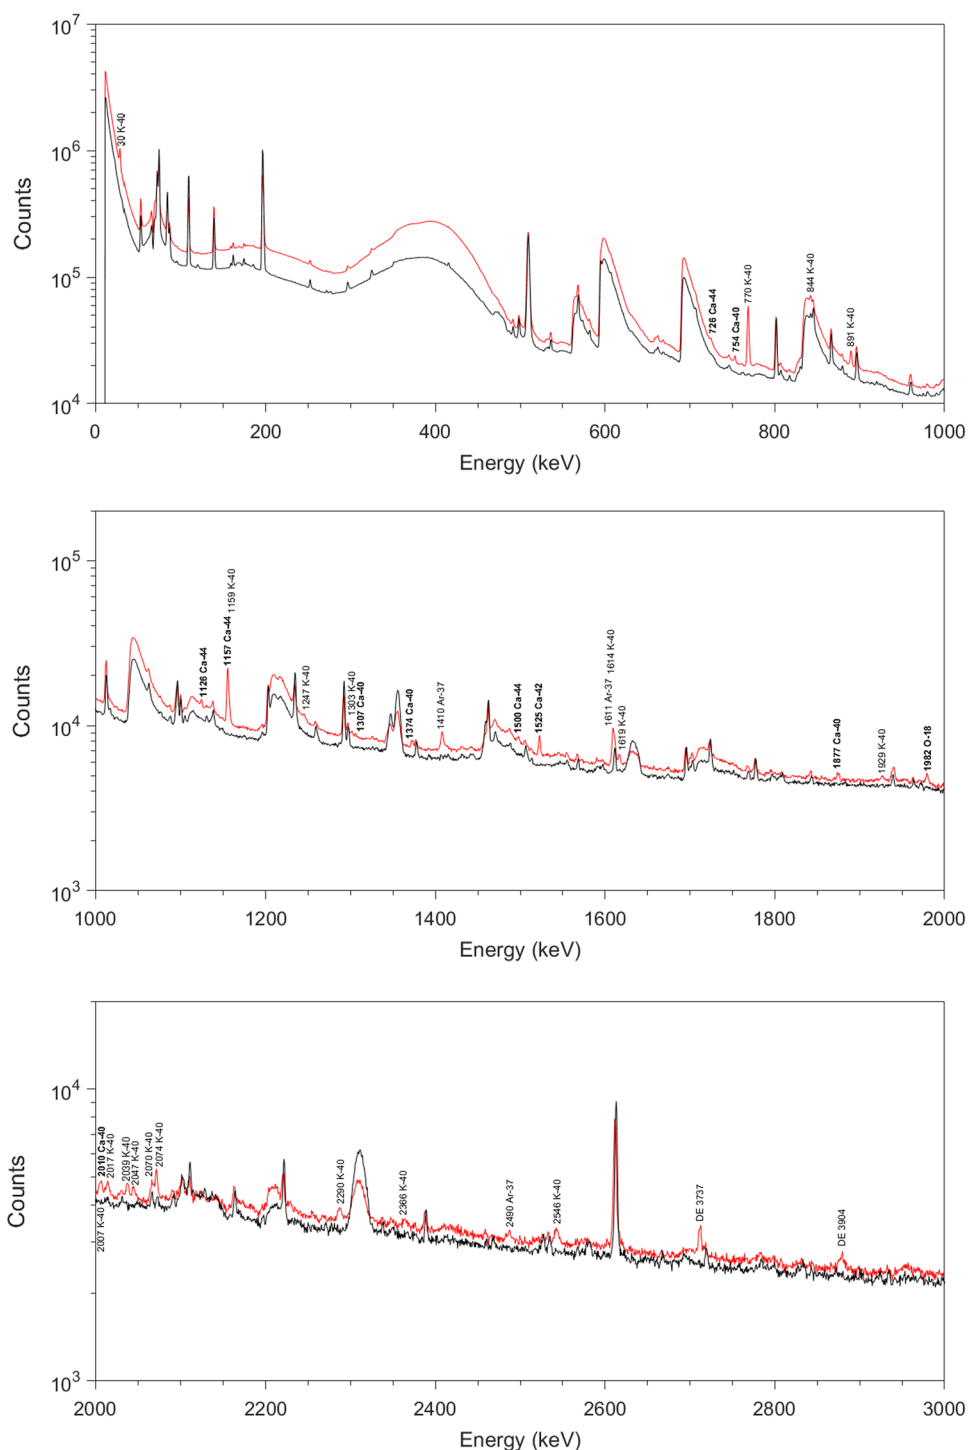 10^7
10^6
10^5
10^4
Counts
30 K-40
726 Ca-44
754 Ca-40
770 K-40
844 K-40
891 K-40
0 200 400 600 800 1000
Energy (keV)
10^5
10^4
10^3
Counts
1126 Ca-44
1157 Ca-44 1159 K-40
1247 K-40
1303 K-40
1307 Ca-40
1374 Ca-40
1410 Ar-37
1500 Ca-44
1525 Ca-42
1611 Ar-37 1614 K-40
1619 K-40
1877 Ca-40
1929 K-40
1982 O-18
1000 1200 1400 1600 1800 2000
Energy (keV)
10^4
10^3
Counts
2007 K-40 2010 Ca-40
2017 K-40
2039 K-40
2047 K-40
2070 K-40
2074 K-40
2290 K-40
2366 K-40
2490 Ar-37
2546 K-40
DE 3737
DE 3904
2000 2200 2400 2600 2800 3000
Energy (keV)